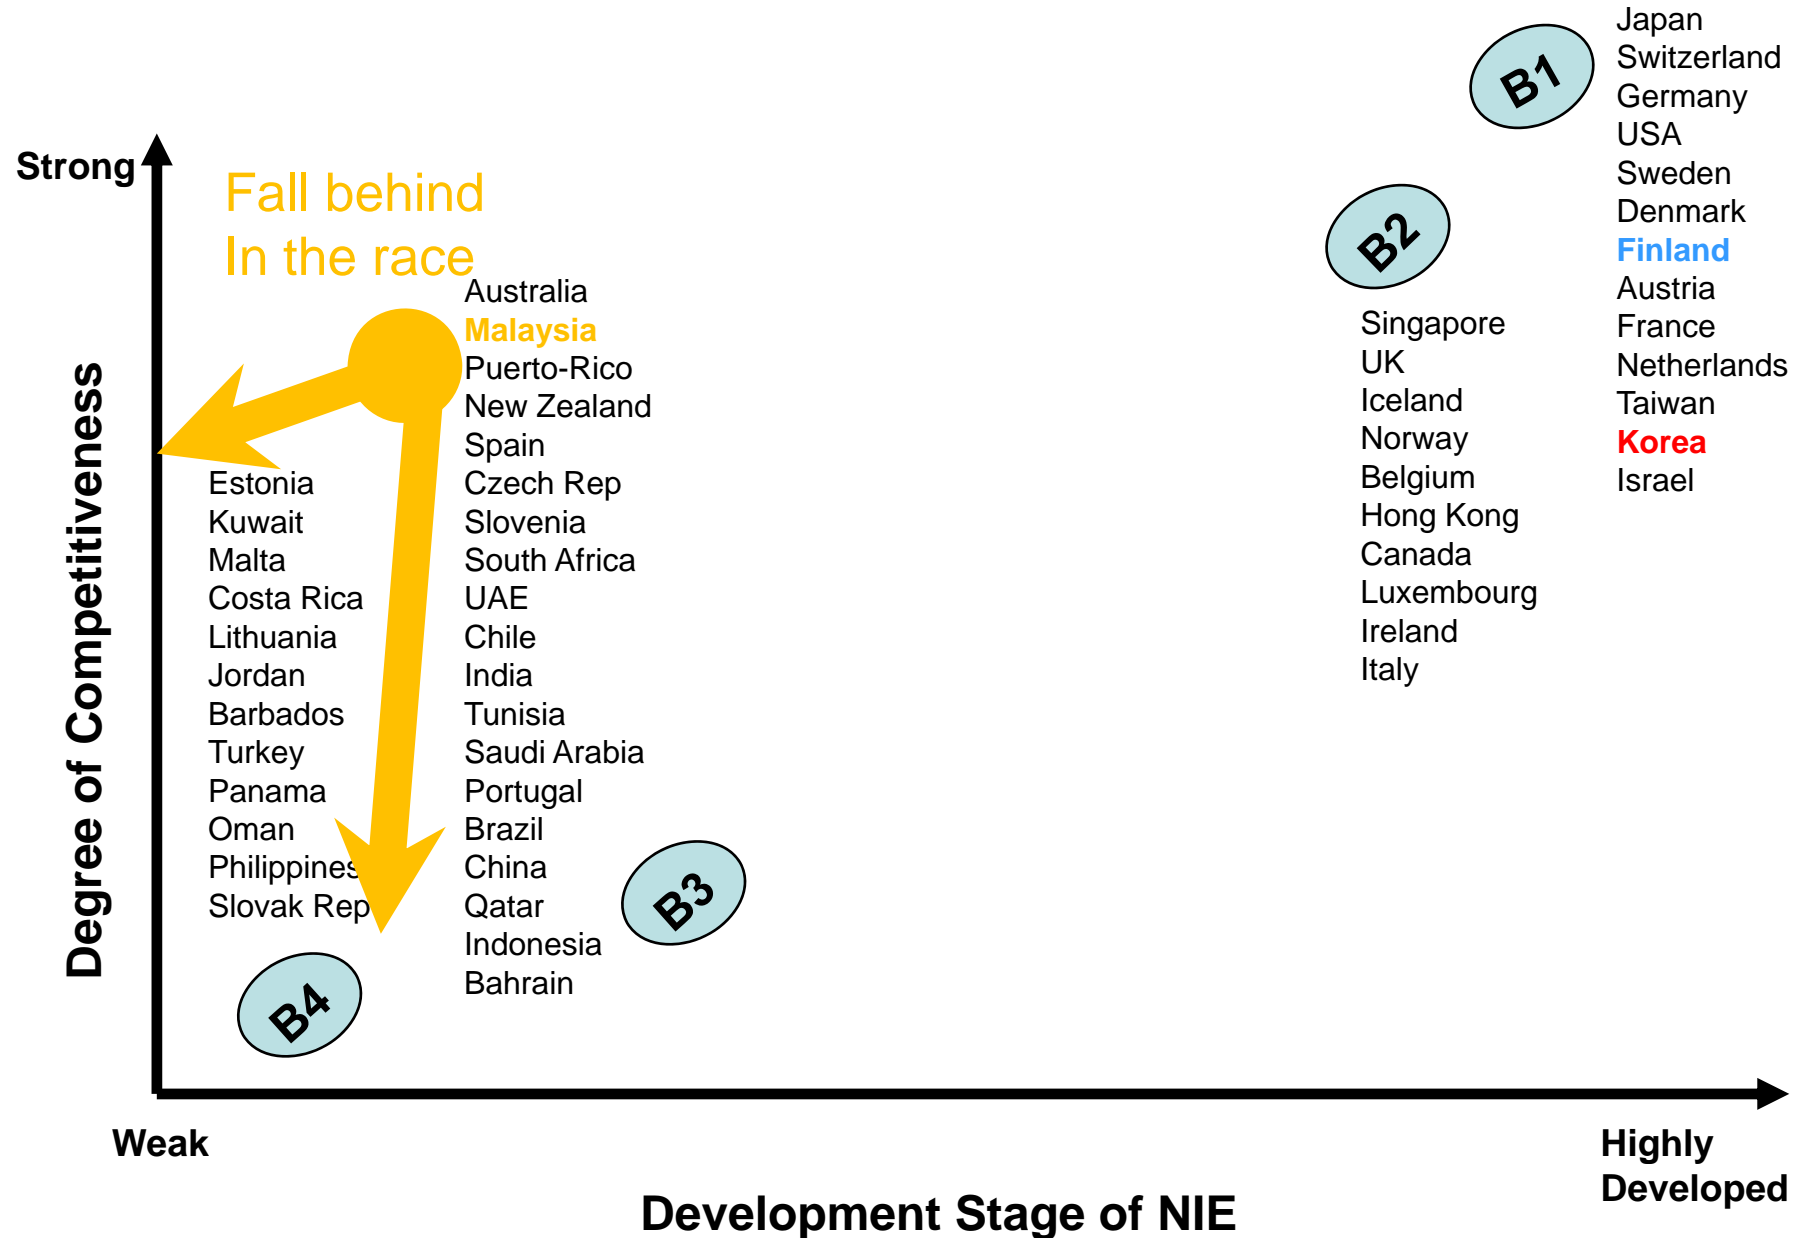 Strong
Fall behind
In the race
Degree of Competitiveness
Estonia
Kuwait
Malta
Costa Rica
Lithuania
Jordan
Barbados
Turkey
Panama
Oman
Philippines
Slovak Rep
B4
Australia
Malaysia
Puerto-Rico
New Zealand
Spain
Czech Rep
Slovenia
South Africa
UAE
Chile
India
Tunisia
Saudi Arabia
Portugal
Brazil
China
Qatar
Indonesia
Bahrain
B3
B2
Singapore
UK
Iceland
Norway
Belgium
Hong Kong
Canada
Luxembourg
Ireland
Italy
B1
Japan
Switzerland
Germany
USA
Sweden
Denmark
Finland
Austria
France
Netherlands
Taiwan
Korea
Israel
Weak
Highly
Developed
Development Stage of NIE